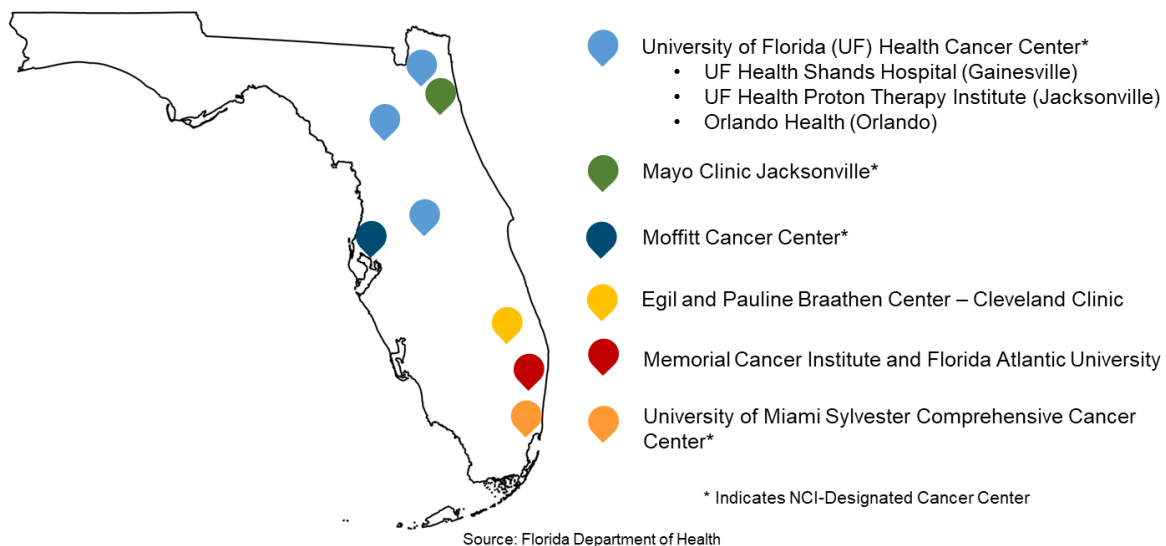 University of Florida (UF) Health Cancer Center*
• UF Health Shands Hospital (Gainesville)
• UF Health Proton Therapy Institute (Jacksonville)
• Orlando Health (Orlando)
Mayo Clinic Jacksonville*
Moffitt Cancer Center*
Egil and Pauline Braathen Center – Cleveland Clinic
Memorial Cancer Institute and Florida Atlantic University
University of Miami Sylvester Comprehensive Cancer
Center*
* Indicates NCI-Designated Cancer Center
Source: Florida Department of Health